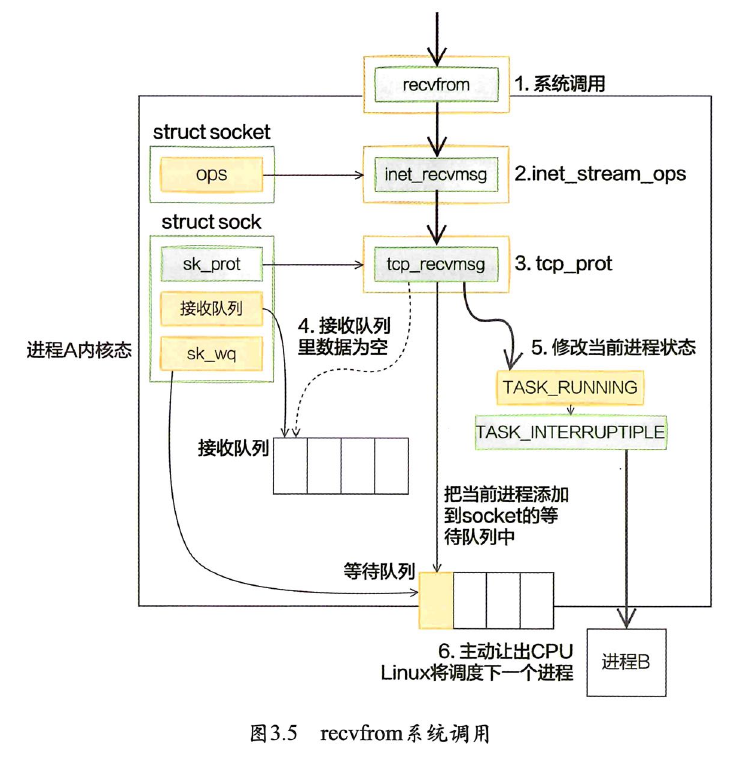 recvfrom
1. 系统调用
struct socket
ops
inet_recvmsg
2.inet_stream_ops
struct sock
sk_prot
tcp_recvmsg
3. tcp_prot
接收队列
4. 接收队列
里数据为空
sk_wq
进程A内核态
5. 修改当前进程状态
TASK_RUNNING
TASK_INTERRUPTIPLE
接收队列
把当前进程添加
到socket的等
待队列中
等待队列
6. 主动让出CPU
Linux将调度下一个进程
进程B
图3.5 recvfrom系统调用